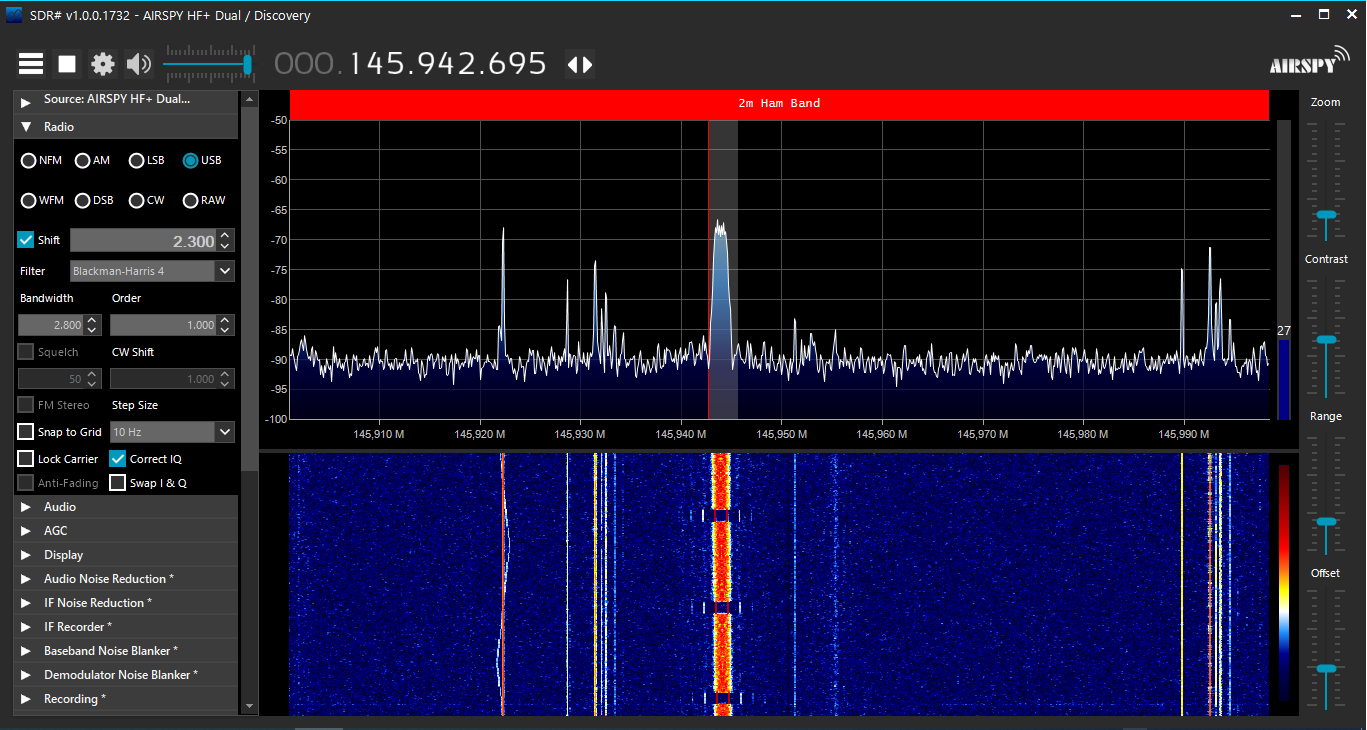 SDR# v1.0.0.1732 - AIRSPY HF+ Dual / Discovery
000.145.942.695
AIRSPY
Source: AIRSPY HF+ Dual...
Radio
NFM AM LSB USB
WFM DSB CW RAW
Shift 2.300
Filter Blackman-Harris 4
Bandwidth Order
2.800 1.000
Squelch CW Shift
50 1.000
FM Stereo Step Size
Snap to Grid 10 Hz
Lock Carrier Correct IQ
Anti-Fading Swap I & Q
Audio
AGC
Display
Audio Noise Reduction *
IF Noise Reduction *
IF Recorder *
Baseband Noise Blanker *
Demodulator Noise Blanker *
Recording *
2m Ham Band
-50
-55
-60
-65
-70
-75
-80
-85
-90
-95
-100
145,910 M 145,920 M 145,930 M 145,940 M 145,950 M 145,960 M 145,970 M 145,980 M 145,990 M
27
Zoom
Contrast
Range
Offset